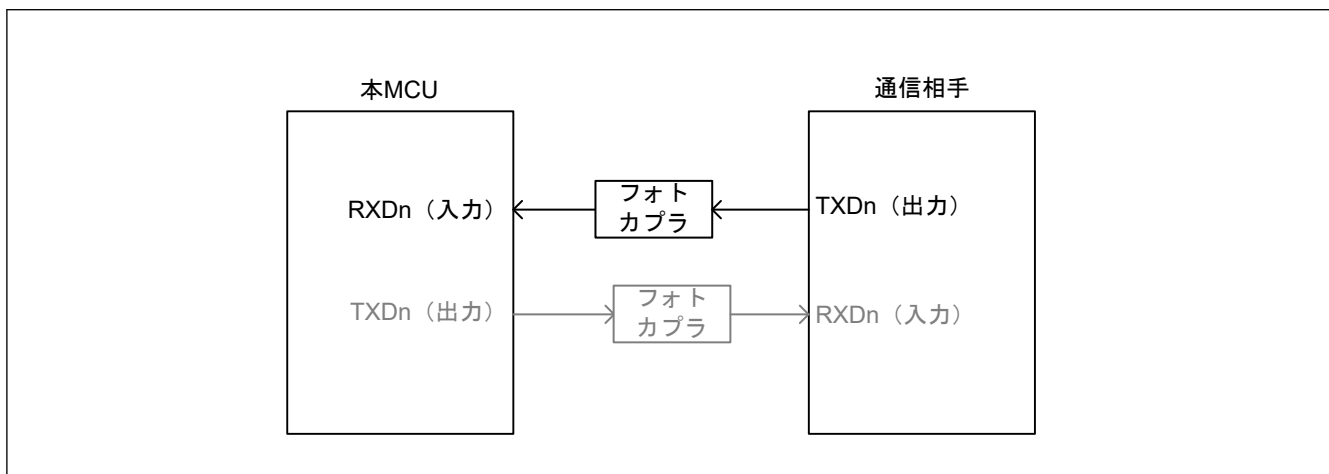 本MCU
通信相手
RXDn（入力）
フォト
カプラ
TXDn（出力）
TXDn（出力）
フォト
カプラ
RXDn（入力）